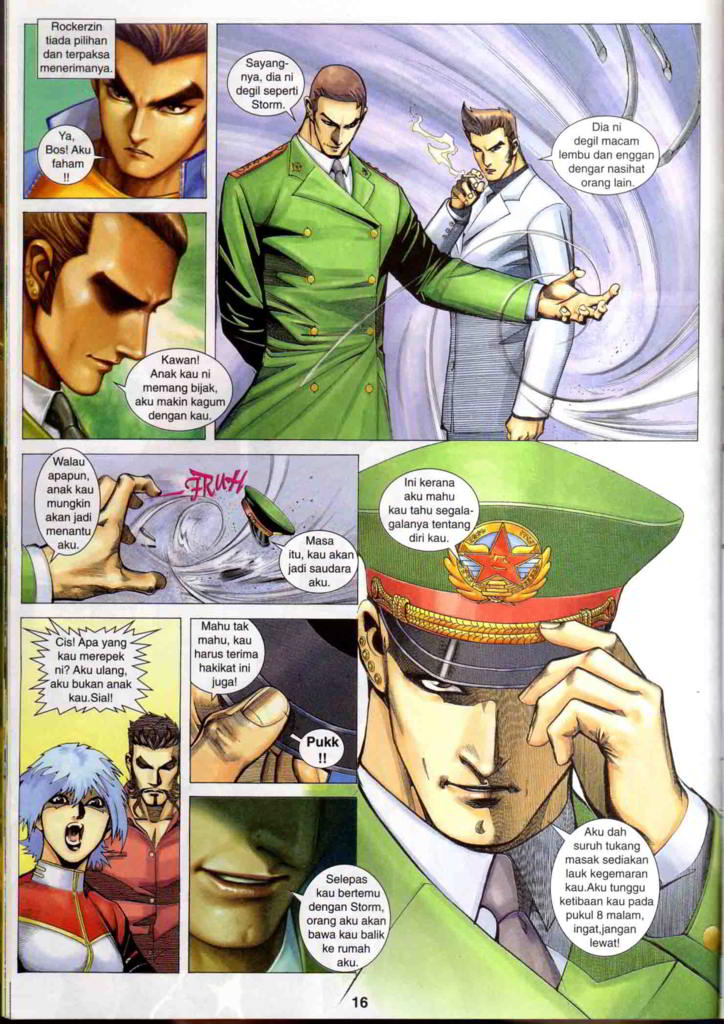 Rockerzin
tiada pilihan
dan terpaksa
menerimanya.
Ya,
Bos! Aku
faham
!!
Sayang-
nya, dia ni
degil seperti
Storm.
Dia ni
degil macam
lembu dan enggan
dengar nasihat
orang lain.
Kawan!
Anak kau ni
memang bijak,
aku makin kagum
dengan kau.
Walau
apapun,
anak kau
mungkin
akan jadi
menantu
aku.
FRUH
Masa
itu, kau akan
jadi saudara
aku.
Ini kerana
aku mahu
kau tahu segala-
galanya tentang
diri kau.
Cis! Apa yang
kau merepek
ni? Aku ulang,
aku bukan anak
kau.Sial!
Mahu tak
mahu, kau
harus terima
hakikat ini
juga!
Pukk
!!
Selepas
kau bertemu
dengan Storm,
orang aku akan
bawa kau balik
ke rumah
aku.
Aku dah
suruh tukang
masak sediakan
lauk kegemaran
kau.Aku tunggu
ketibaan kau pada
pukul 8 malam,
ingat,jangan
lewat!
16